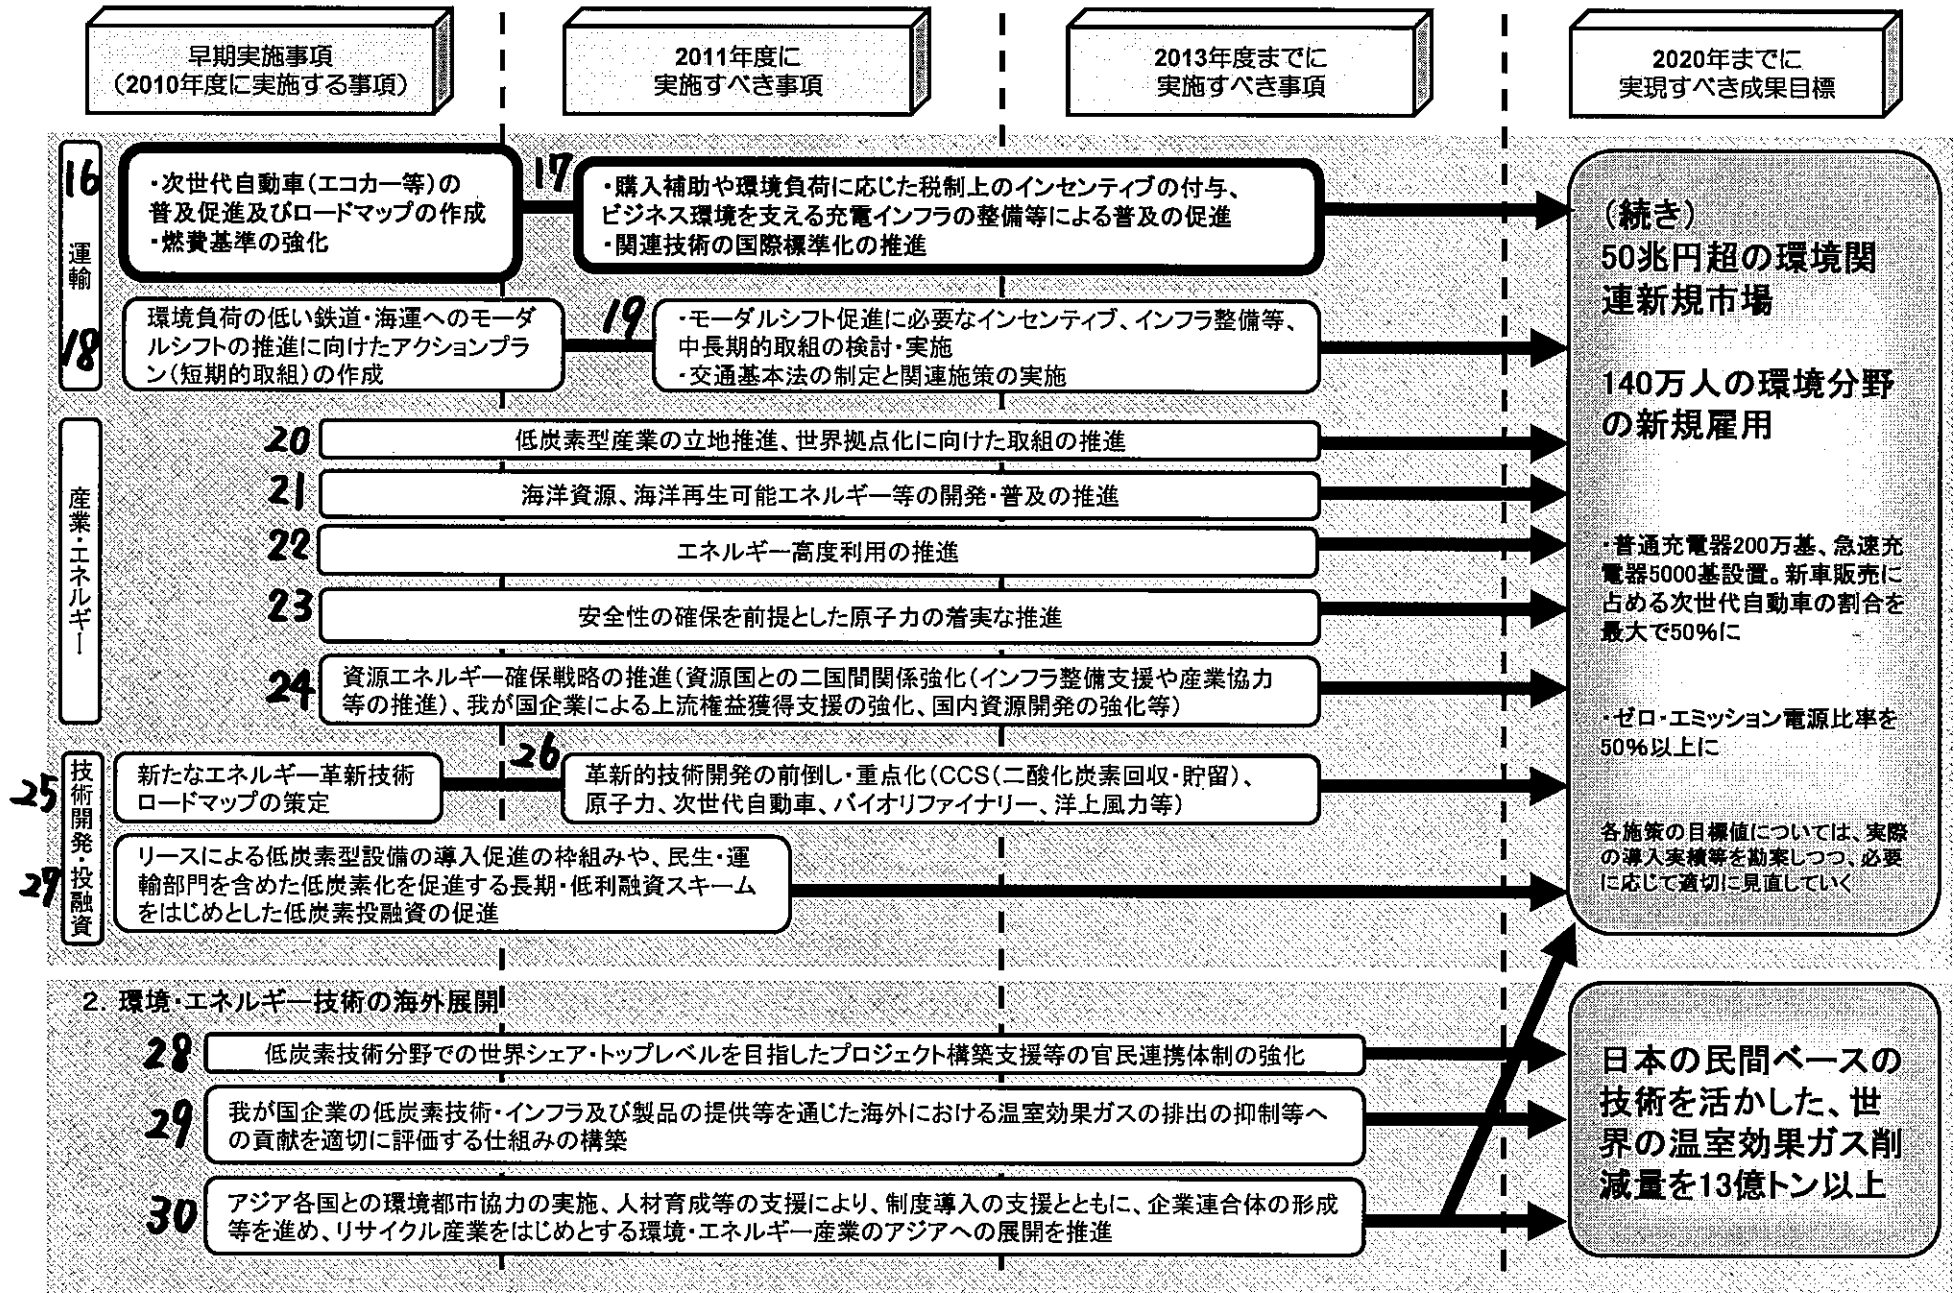 早期実施事項
（2010年度に実施する事項）
2011年度に
実施すべき事項
2013年度までに
実施すべき事項
2020年までに
実現すべき成果目標
運輸
16
・次世代自動車（エコカー等）の
普及促進及びロードマップの作成
・燃費基準の強化
17
・購入補助や環境負荷に応じた税制上のインセンティブの付与、
ビジネス環境を支える充電インフラの整備等による普及の促進
・関連技術の国際標準化の推進
18
環境負荷の低い鉄道・海運へのモーダ
ルシフトの推進に向けたアクションプラ
ン（短期的取組）の作成
19
・モーダルシフト促進に必要なインセンティブ、インフラ整備等、
中長期的取組の検討・実施
・交通基本法の制定と関連施策の実施
産業・エネルギー
20
低炭素型産業の立地推進、世界拠点化に向けた取組の推進
21
海洋資源、海洋再生可能エネルギー等の開発・普及の推進
22
エネルギー高度利用の推進
23
安全性の確保を前提とした原子力の着実な推進
24
資源エネルギー確保戦略の推進（資源国との二国間関係強化（インフラ整備支援や産業協力
等の推進）、我が国企業による上流権益獲得支援の強化、国内資源開発の強化等）
技術開発・投融資
25
新たなエネルギー革新技術
ロードマップの策定
26
革新的技術開発の前倒し・重点化（CCS（二酸化炭素回収・貯留）、
原子力、次世代自動車、バイオリファイナリー、洋上風力等）
27
リースによる低炭素型設備の導入促進の枠組みや、民生・運
輸部門を含めた低炭素化を促進する長期・低利融資スキーム
をはじめとした低炭素投融資の促進
（続き）
50兆円超の環境関
連新規市場
140万人の環境分野
の新規雇用
・普通充電器200万基、急速充
電器5000基設置。新車販売に
占める次世代自動車の割合を
最大で50％に
・ゼロ・エミッション電源比率を
50％以上に
各施策の目標値については、実際
の導入実績等を勘案しつつ、必要
に応じて適切に見直していく
２．環境・エネルギー技術の海外展開
28
低炭素技術分野での世界シェア・トップレベルを目指したプロジェクト構築支援等の官民連携体制の強化
29
我が国企業の低炭素技術・インフラ及び製品の提供等を通じた海外における温室効果ガスの排出の抑制等へ
の貢献を適切に評価する仕組みの構築
30
アジア各国との環境都市協力の実施、人材育成等の支援により、制度導入の支援とともに、企業連合体の形成
等を進め、リサイクル産業をはじめとする環境・エネルギー産業のアジアへの展開を推進
日本の民間ベースの
技術を活かした、世
界の温室効果ガス削
減量を13億トン以上